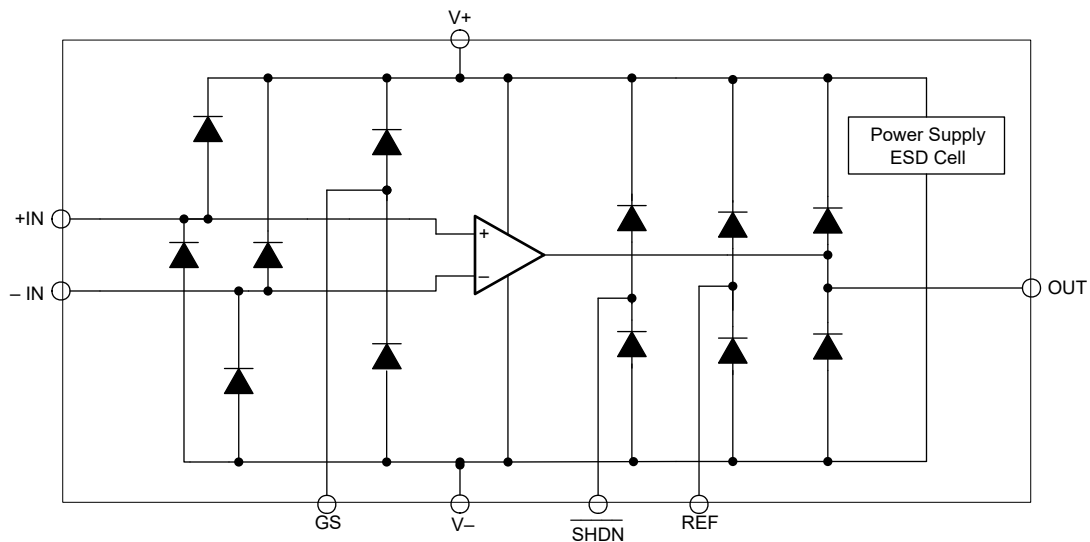 V+
Power Supply
ESD Cell
+IN
+
–
– IN
OUT
GS
V–
SHDN
REF